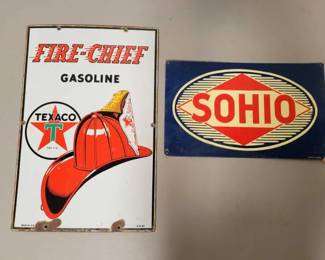 FIRE-CHIEF
GASOLINE
TEXACO
T
SOHIO